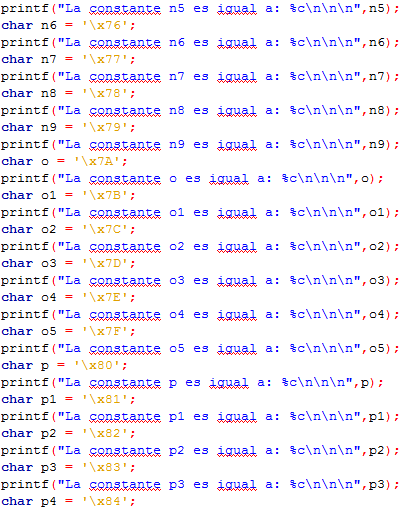 printf("La constante n5 es igual a: %c\n\n\n",n5);
char n6 = '\x76';
printf("La constante n6 es igual a: %c\n\n\n",n6);
char n7 = '\x77';
printf("La constante n7 es igual a: %c\n\n\n",n7);
char n8 = '\x78';
printf("La constante n8 es igual a: %c\n\n\n",n8);
char n9 = '\x79';
printf("La constante n9 es igual a: %c\n\n\n",n9);
char o = '\x7A';
printf("La constante o es igual a: %c\n\n\n",o);
char o1 = '\x7B';
printf("La constante o1 es igual a: %c\n\n\n",o1);
char o2 = '\x7C';
printf("La constante o2 es igual a: %c\n\n\n",o2);
char o3 = '\x7D';
printf("La constante o3 es igual a: %c\n\n\n",o3);
char o4 = '\x7E';
printf("La constante o4 es igual a: %c\n\n\n",o4);
char o5 = '\x7F';
printf("La constante o5 es igual a: %c\n\n\n",o5);
char p = '\x80';
printf("La constante p es igual a: %c\n\n\n",p);
char p1 = '\x81';
printf("La constante p1 es igual a: %c\n\n\n",p1);
char p2 = '\x82';
printf("La constante p2 es igual a: %c\n\n\n",p2);
char p3 = '\x83';
printf("La constante p3 es igual a: %c\n\n\n",p3);
char p4 = '\x84';